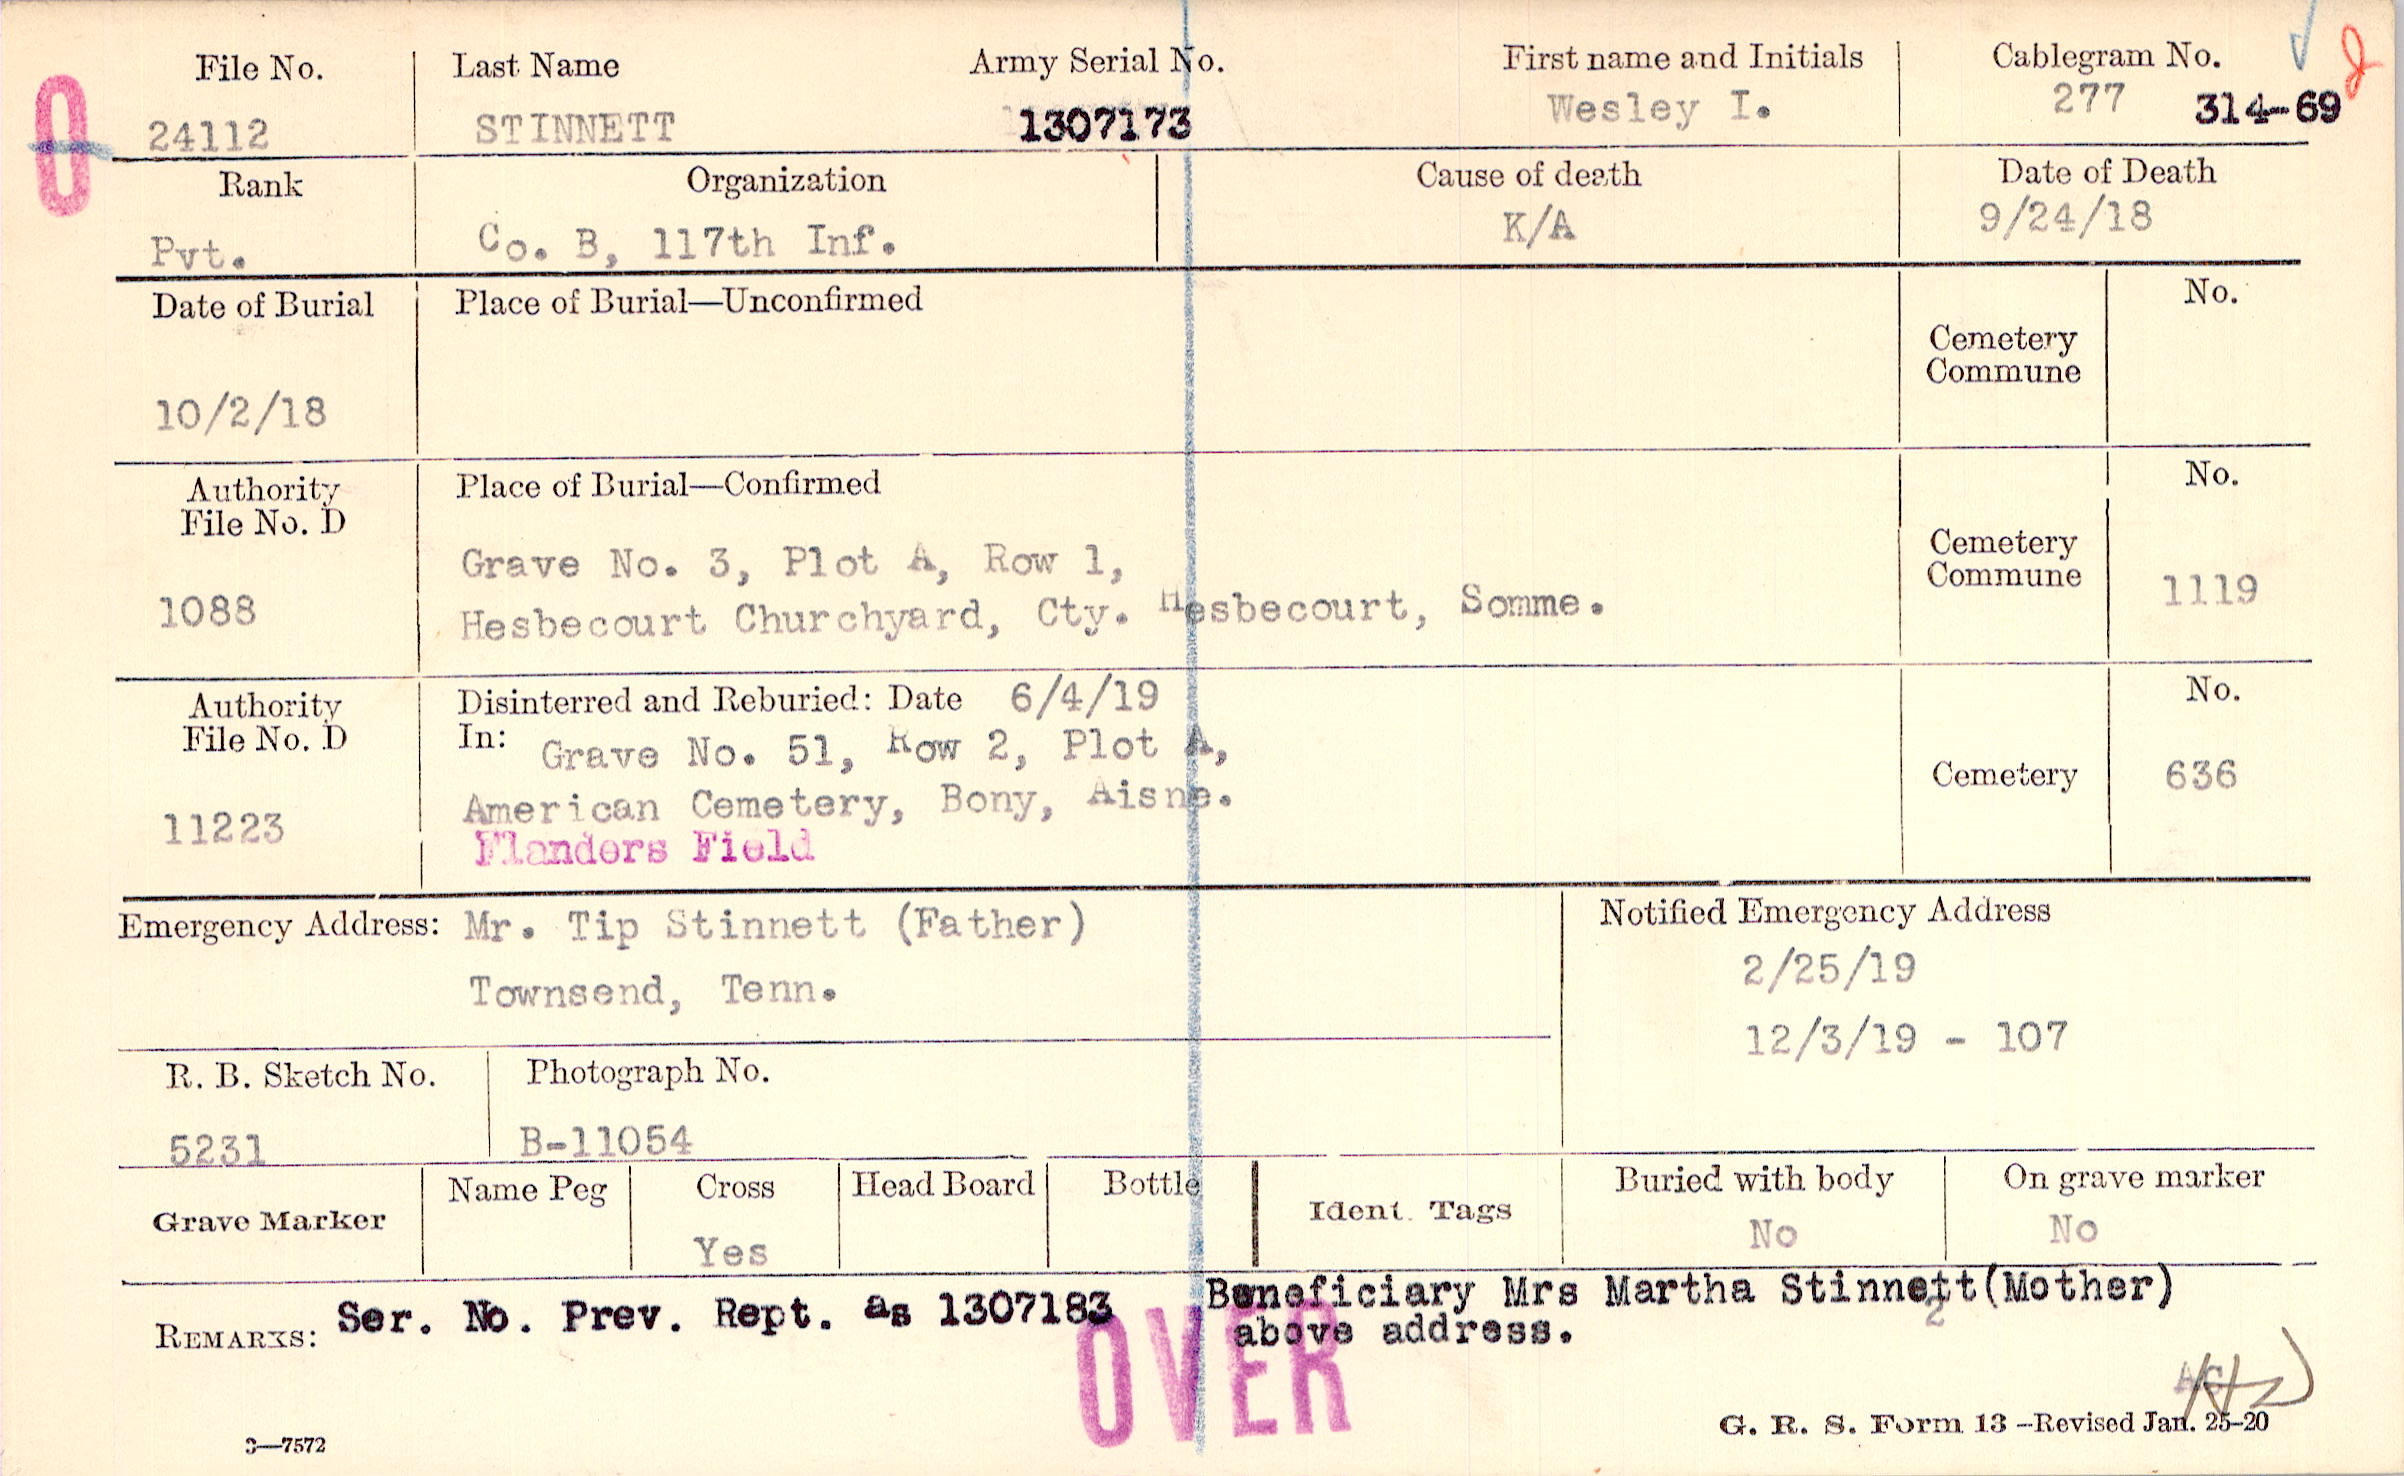 File No. Last Name Army Serial No. First name and Initials Cablegram No.
24112 STINNETT 1307173 Wesley I. 277 314-69
O
Rank Organization Cause of death Date of Death
Pvt. Co. B, 117th Inf. K/A 9/24/18
Date of Burial Place of Burial—Unconfirmed No.
Cemetery
Commune
10/2/18
Authority Place of Burial—Confirmed No.
File No. D
Cemetery
Commune 1119
Grave No. 3, Plot A, Row 1,
1088 Hesbecourt Churchyard, Cty. Hesbecourt, Somme.
Authority Disinterred and Reburied: Date 6/4/19 No.
File No. D In: Grave No. 51, Row 2, Plot A,
Cemetery 636
11223 American Cemetery, Bony, Aisne.
Flanders Field
Emergency Address: Mr. Tip Stinnett (Father) Notified Emergency Address
2/25/19
Townsend, Tenn.
12/3/19 - 107
R. B. Sketch No. Photograph No.
5231 B-11054
Grave Marker Name Peg Cross Head Board Bottle Ident. Tags Buried with body On grave marker
Yes No No
REMARKS: Ser. No. Prev. Rept. as 1307183 Beneficiary Mrs Martha Stinnett(Mother)
2
above address.
OVER
G. R. S. Form 13 -Revised Jan. 25-20
3—7572